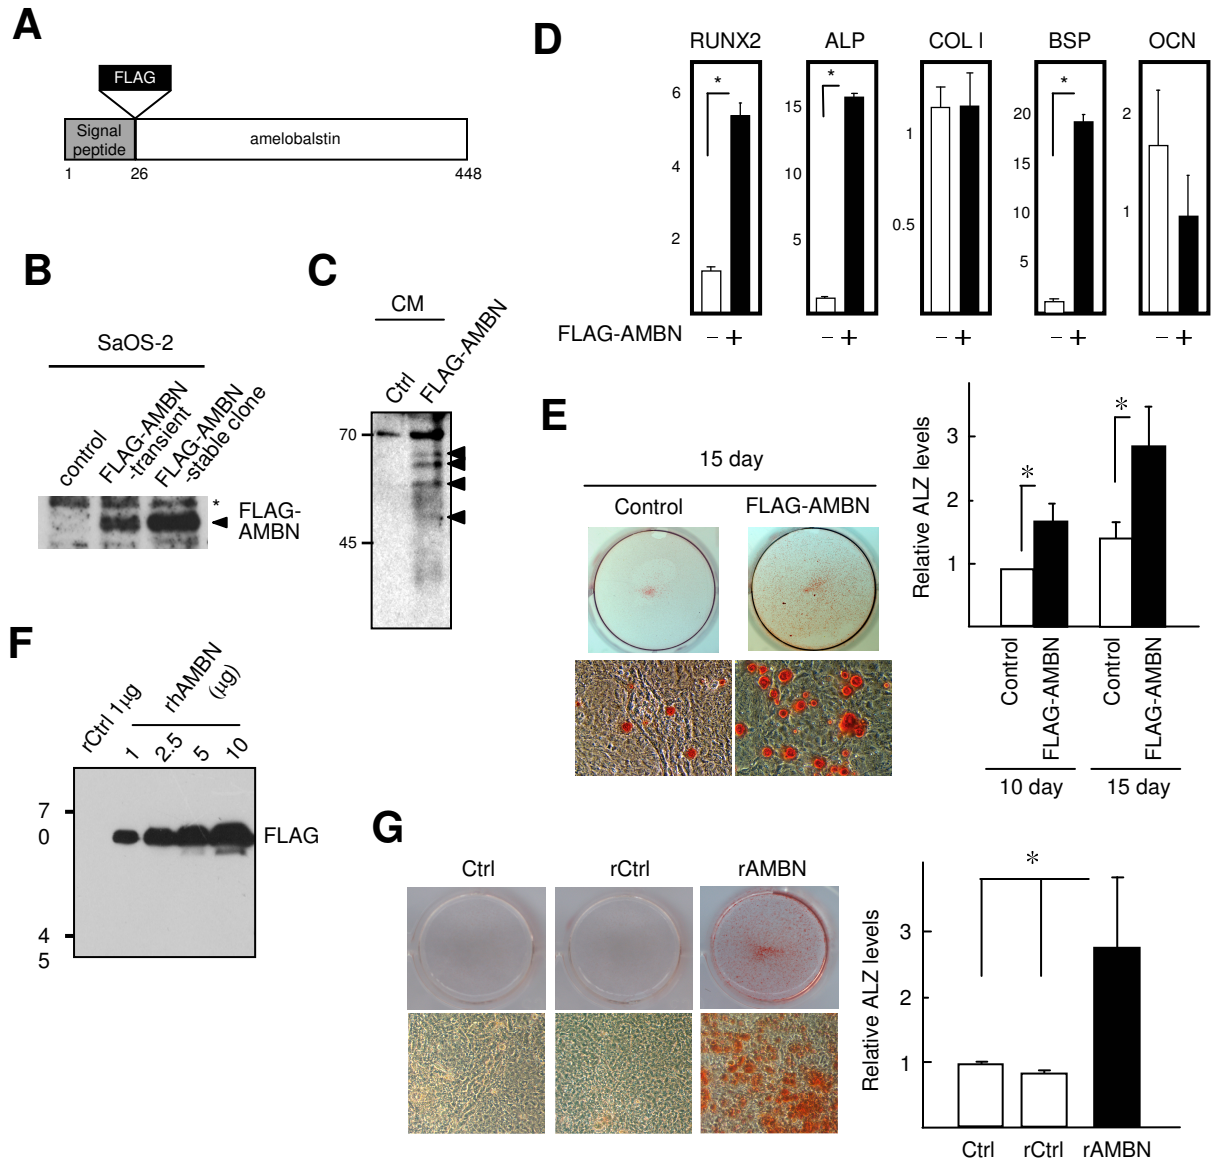 A
FLAG
Signal
peptide
amelobalstin
1 26 448
B
SaOS-2
control
FLAG-AMBN
-transient
FLAG-AMBN
-stable clone
*
FLAG-
AMBN
C
CM
Ctrl
FLAG-AMBN
70
45
D
RUNX2 ALP COL I BSP OCN
* * *
6
4
2
15
10
5
1
0.5
20
15
10
5
2
1
FLAG-AMBN − + − + − + − + − +
E
15 day
Control FLAG-AMBN
Relative ALZ levels
3
2
1
* *
Control
FLAG-AMBN
Control
FLAG-AMBN
10 day 15 day
F
rCtrl 1µg
rhAMBN
(µg)
1 2.5 5 10
7
0
4
5
FLAG
G
Ctrl rCtrl rAMBN
Relative ALZ levels
3
2
1
*
Ctrl rCtrl rAMBN